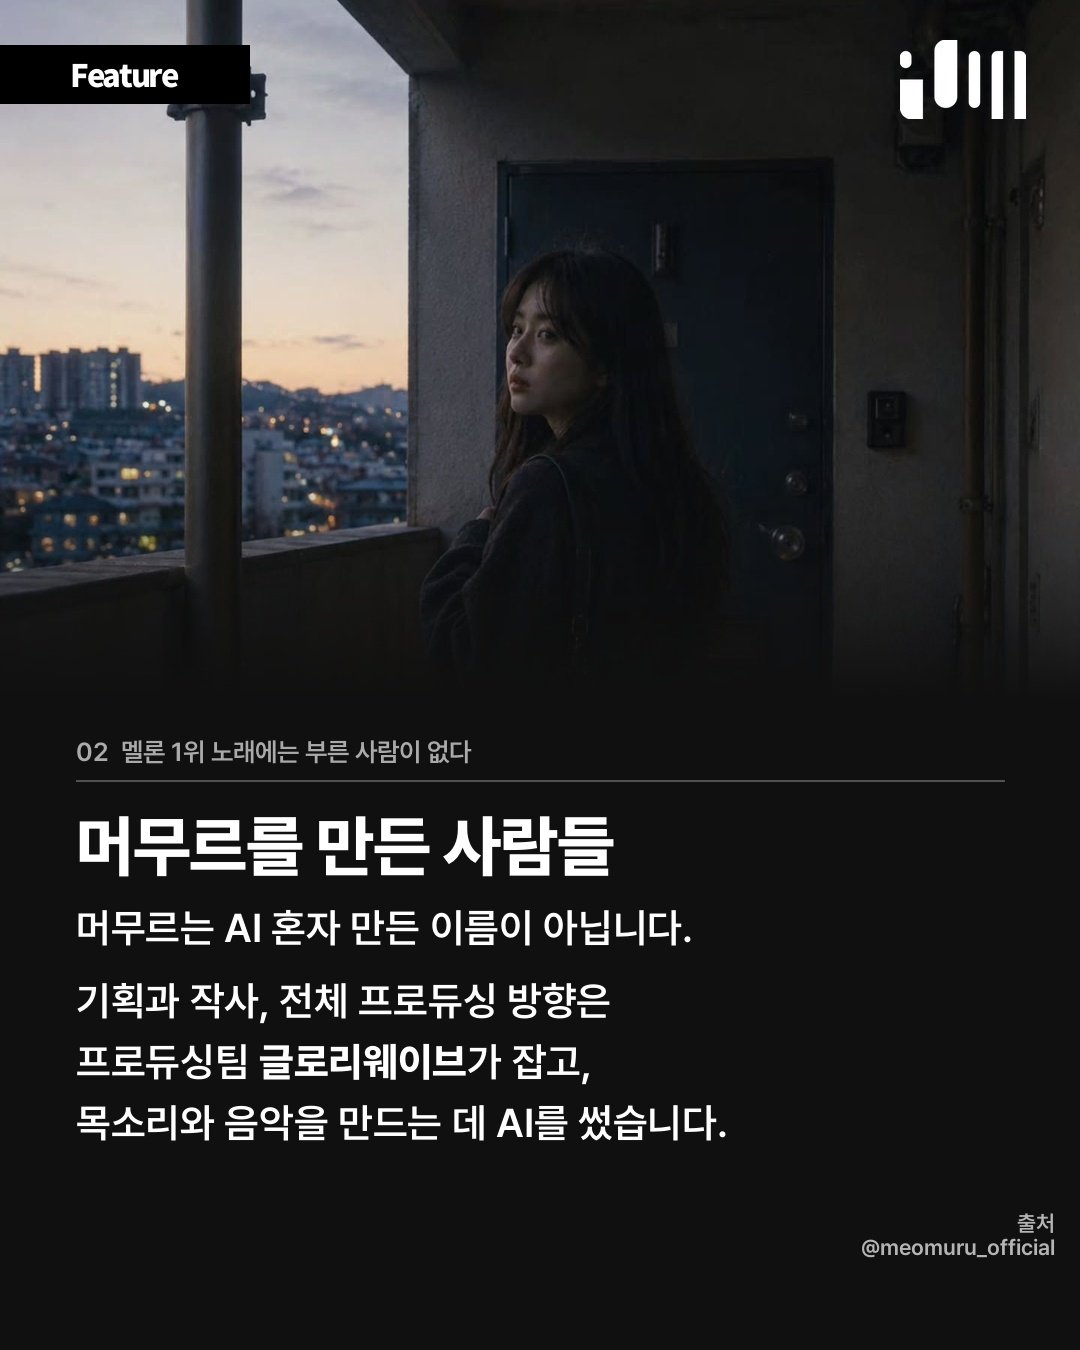 Feature
02 멜론 1위 노래에는 부른 사람이 없다
머무르를 만든 사람들
머무르는 AI 혼자 만든 이름이 아닙니다.
기획과 작사, 전체 프로듀싱 방향은
프로듀싱팀 글로리웨이브가 잡고,
목소리와 음악을 만드는 데 AI를 썼습니다.
출처
@meomuru_official